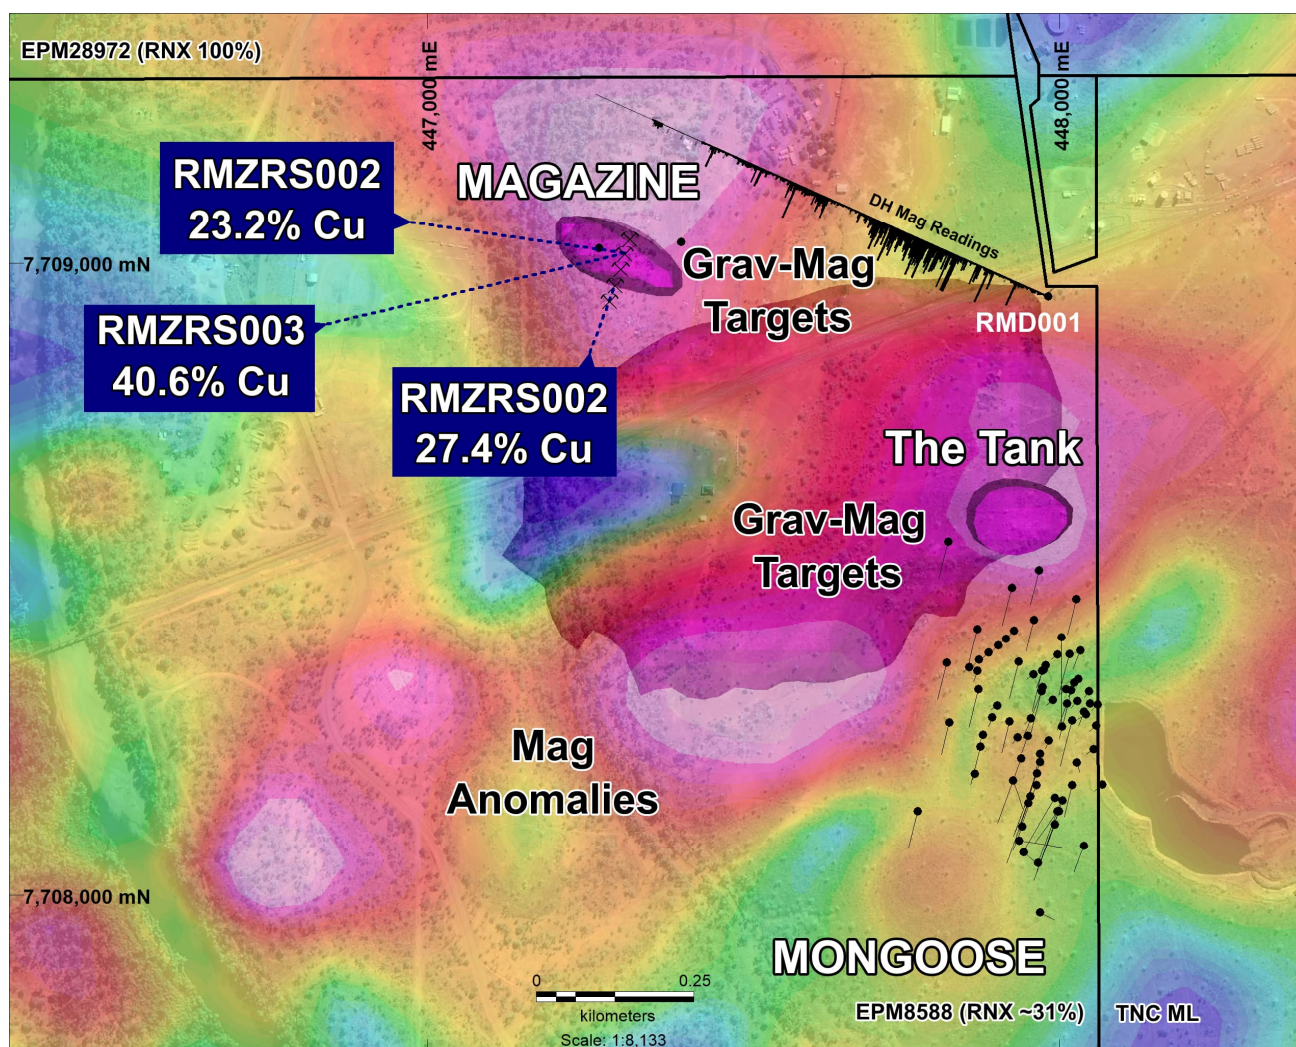 EPM28972 (RNX 100%)
447,000 mE
448,000 mE
RMZRS002
23.2% Cu
MAGAZINE
DH Mag Readings
7,709,000 mN
Grav-Mag
Targets
RMZRS003
40.6% Cu
RMD001
RMZRS002
27.4% Cu
The Tank
Grav-Mag
Targets
Mag
Anomalies
7,708,000 mN
MONGOOSE
0 0.25
kilometers
Scale: 1:8,133
EPM8588 (RNX ~31%)
TNC ML